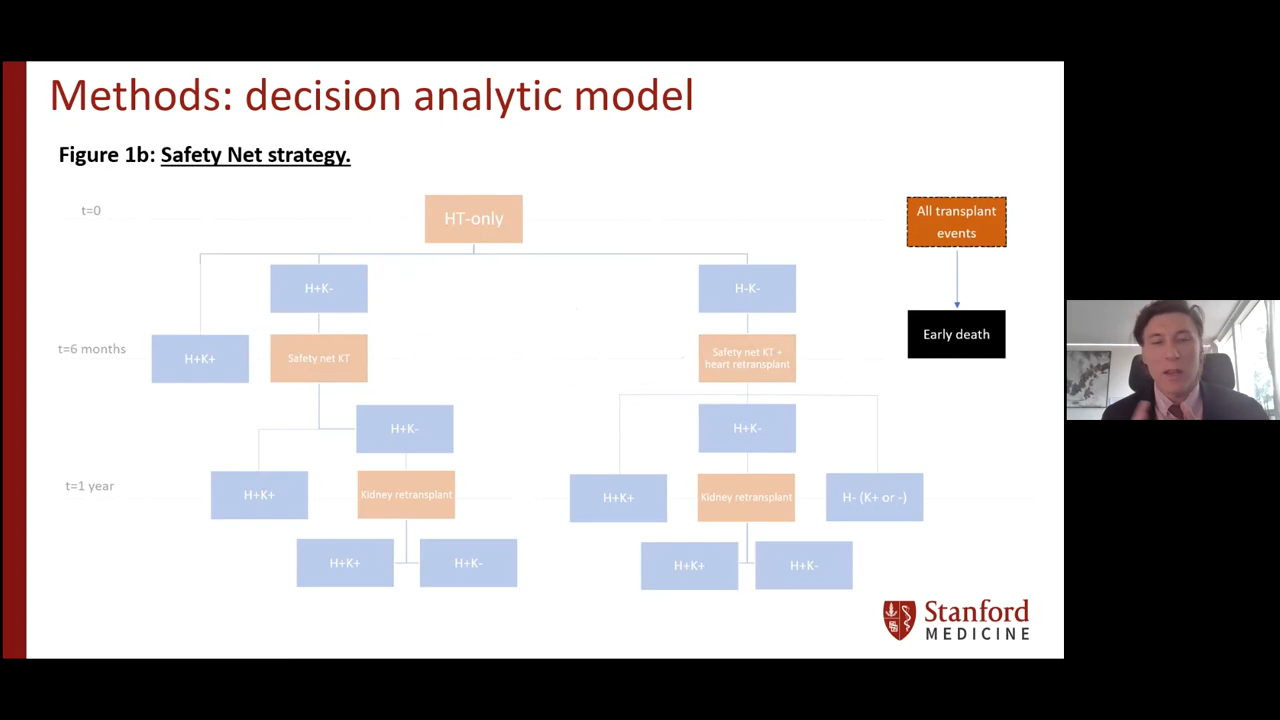 Methods: decision analytic model
Figure 1b: Safety Net strategy.
t=0
HT-only
All transplant
events
H+K-
H-K-
Early death
t=6 months
H+K+
Safety net KT
Safety net KT +
heart retransplant
H+K-
H+K-
t=1 year
H+K+
Kidney retransplant
H+K+
Kidney retransplant
H- (K+ or -)
H+K+
H+K-
H+K+
H+K-
Stanford
MEDICINE